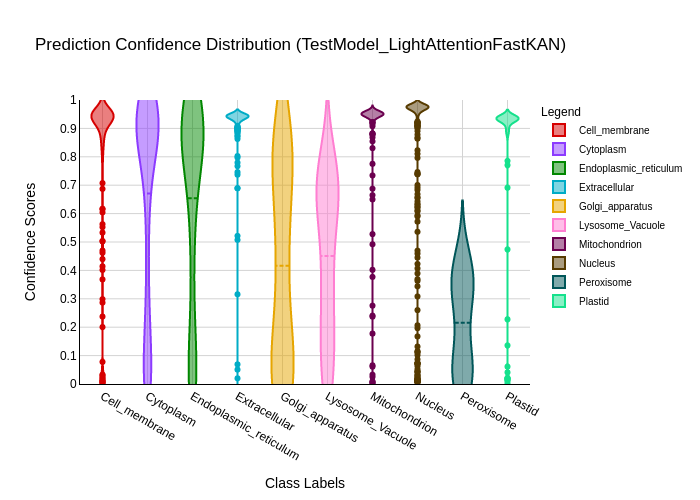 Prediction Confidence Distribution (TestModel_LightAttentionFastKAN)
Legend
Cell_membrane
Cytoplasm
Endoplasmic_reticulum
Extracellular
Golgi_apparatus
Lysosome_Vacuole
Mitochondrion
Nucleus
Peroxisome
Plastid
Confidence Scores
1
0.9
0.8
0.7
0.6
0.5
0.4
0.3
0.2
0.1
0
Cell_membrane
Cytoplasm
Endoplasmic_reticulum
Extracellular
Golgi_apparatus
Lysosome_Vacuole
Mitochondrion
Nucleus
Peroxisome
Plastid
Class Labels